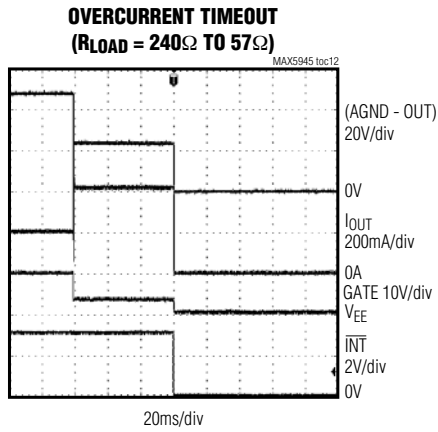 OVERCURRENT TIMEOUT
(RLOAD = 240Ω TO 57Ω)
MAX5945 toc12
(AGND - OUT)
20V/div
0V
IOUT
200mA/div
0A
GATE 10V/div
VEE
INT
2V/div
0V
20ms/div